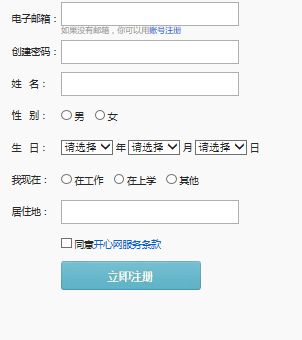 电子邮箱：
如果没有邮箱，你可以用账号注册
创建密码：
姓 名：
性 别： 男 女
生 日： 请选择 年 请选择 月 请选择 日
我现在： 在工作 在上学 其他
居住地：
同意开心网服务条款
立即注册